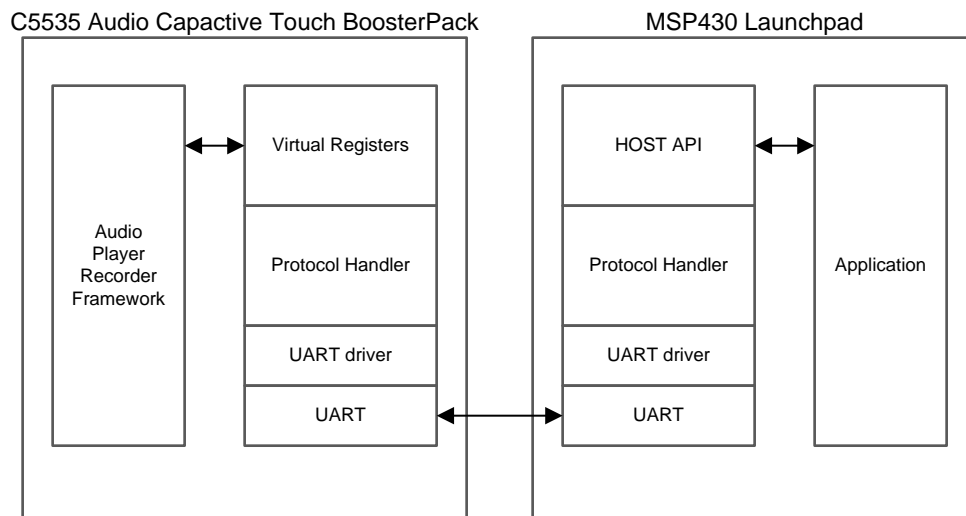 C5535 Audio Capactive Touch BoosterPack
MSP430 Launchpad
Audio
Player
Recorder
Framework
Virtual Registers
Protocol Handler
UART driver
UART
HOST API
Protocol Handler
UART driver
UART
Application